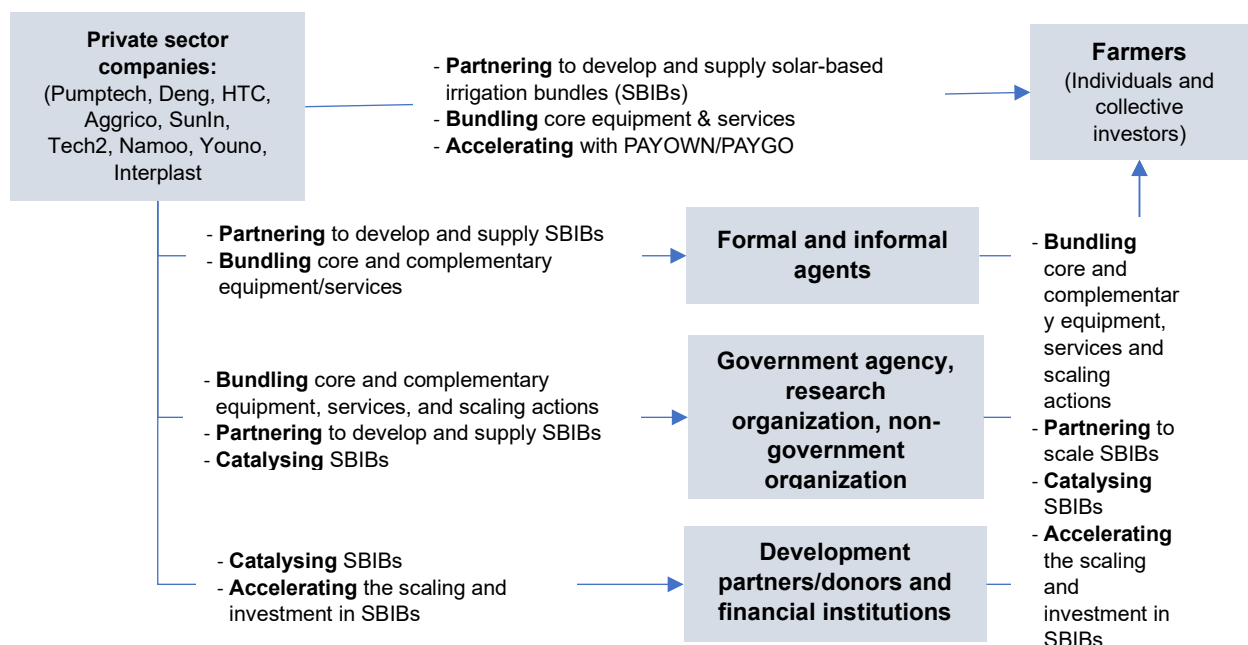 Private sector
companies:
(Pumptech, Deng, HTC,
Aggrico, SunIn,
Tech2, Namoo, Youno,
Interplast
- Partnering to develop and supply solar-based
irrigation bundles (SBIBs)
- Bundling core equipment & services
- Accelerating with PAYOWN/PAYGO
Farmers
(Individuals and
collective
investors)
- Partnering to develop and supply SBIBs
- Bundling core and complementary
equipment/services
Formal and informal
agents
- Bundling core and complementary
equipment, services, and scaling actions
- Partnering to develop and supply SBIBs
- Catalysing SBIBs
Government agency,
research
organization, non-
government
organization
- Catalysing SBIBs
- Accelerating the scaling and
investment in SBIBs
Development
partners/donors and
financial institutions
- Bundling
core and
complementar
y equipment,
services and
scaling
actions
- Partnering to
scale SBIBs
- Catalysing
SBIBs
- Accelerating
the scaling
and
investment in
SBIBs